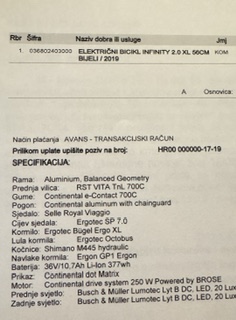 Rbr Šifra Naziv dobra ili usluge Jmj
1. 036802403000 ELEKTRIČNI BICIKL INFINITY 2.0 XL 56CM KOM
BIJELI / 2019
A Osnovica:
Način plaćanja AVANS - TRANSAKCIJSKI RAČUN
Prilikom uplate upišite poziv na broj: HR00 000000-17-19
SPECIFIKACIJA:
Rama: Aluminium, Balanced Geometry
Prednja vilica: RST VITA TnL 700C
Gume: Continental e-Contact 700C
Pogon: Continental aluminum with chainguard
Sjedalo: Selle Royal Viaggio
Cijev sjedala: Ergotec SP 7.0
Kormilo: Ergotec Bügel Ergo XL
Lula kormila: Ergotec Octobus
Kočnice: Shimano M445 hydraulic
Navlake kormila: Ergon GP1 Ergon
Baterija: 36V/10,7Ah Li-Ion 377wh
Prikaz: Continental dot Matrix
Motor: Continental drive system 250 W Powered by BROSE
Prednje svjetlo: Busch & Müller Lumotec Lyt B DC, LED, 20 Lux
Zadnje svjetlo: Busch & Müller Lumotec Lyt B DC, LED, 20 Lux